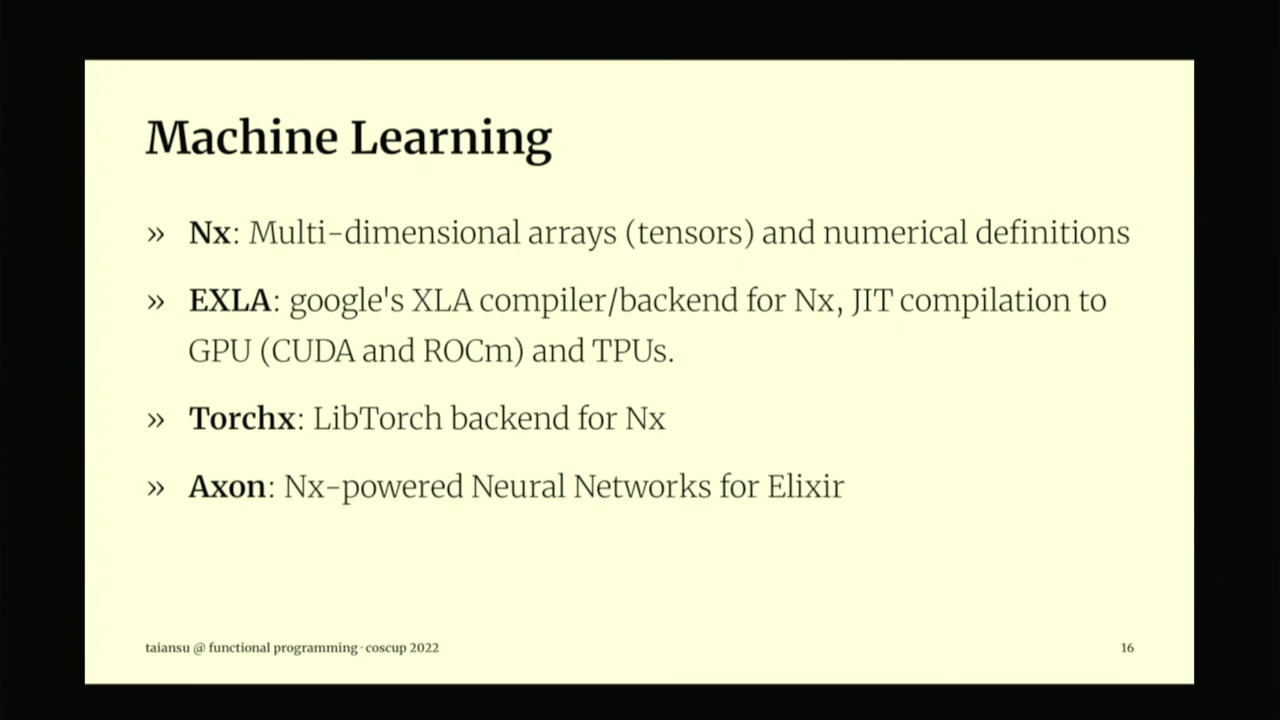 Machine Learning
» Nx: Multi-dimensional arrays (tensors) and numerical definitions
» EXLA: google's XLA compiler/backend for Nx, JIT compilation to
GPU (CUDA and ROCm) and TPUs.
» Torchx: LibTorch backend for Nx
» Axon: Nx-powered Neural Networks for Elixir
taiansu @ functional programming · coscup 2022
16